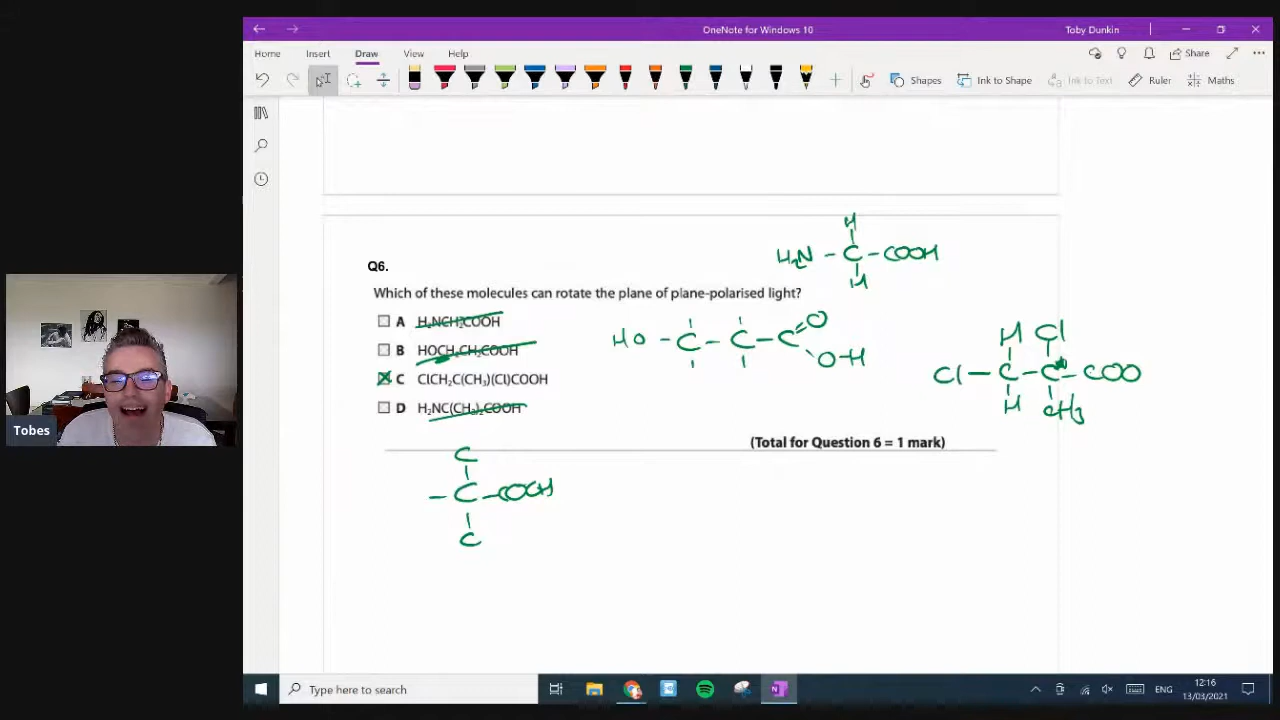 OneNote for Windows 10
Toby Dunkin
Home Insert Draw View Help
Share
Shapes Ink to Shape Ink to Text Ruler Maths
H
H₂N - C - COOH
H
Q6.
Which of these molecules can rotate the plane of plane-polarised light?
A H₂NCH₂COOH
B HOCH₂CH₂COOH
C ClCH₂C(CH₃)(Cl)COOH
D H₂NC(CH₃)₂COOH
HO - C - C - C = O
O-H
H Cl
Cl - C - C* - COO
H CH3
(Total for Question 6 = 1 mark)
C
- C - COOH
C
Tobes
Type here to search
ENG
12:16
13/03/2021